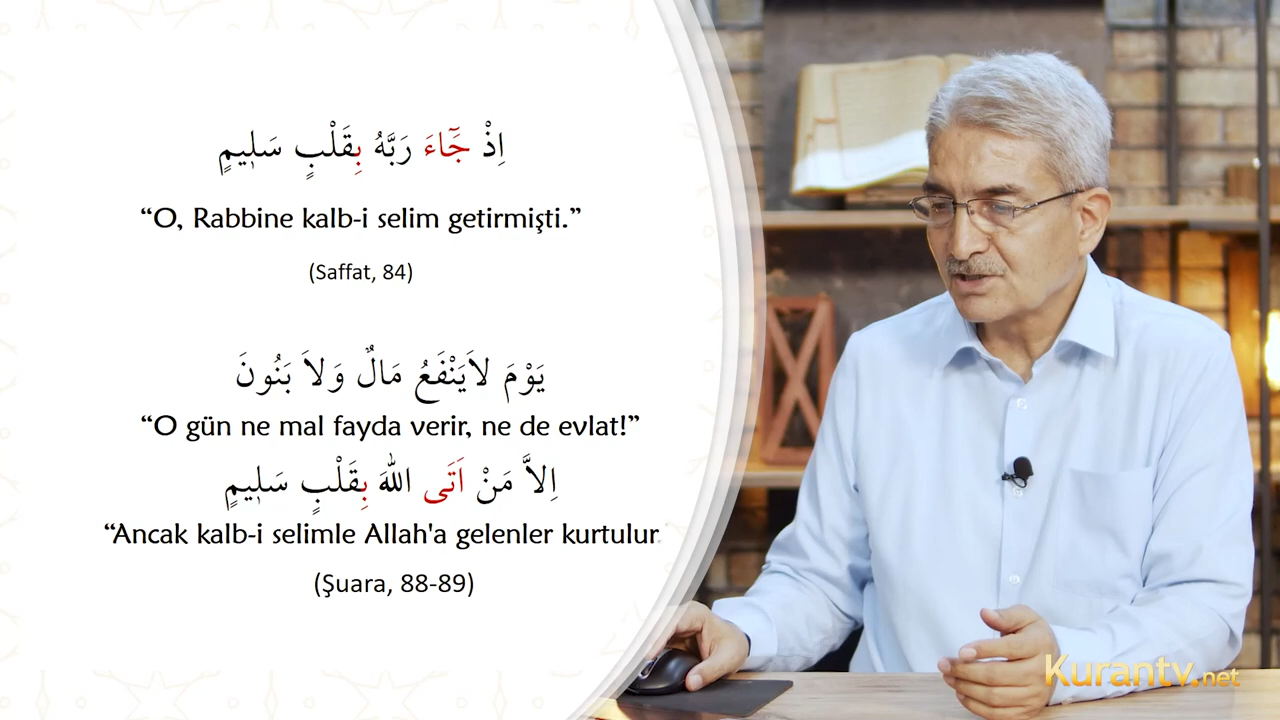 اِذْ جَٓاءَ رَبَّهُ بِقَلْبٍ سَلٖيمٍ
“O, Rabbine kalb-i selim getirmişti.”
(Saffat, 84)
يَوْمَ لاَيَنْفَعُ مَالٌ وَلاَ بَنُونَ
“O gün ne mal fayda verir, ne de evlat!”
اِلاَّ مَنْ اَتَى اللّٰهَ بِقَلْبٍ سَلٖيمٍ
“Ancak kalb-i selimle Allah'a gelenler kurtulur.
(Şuara, 88-89)
Kurantv.net